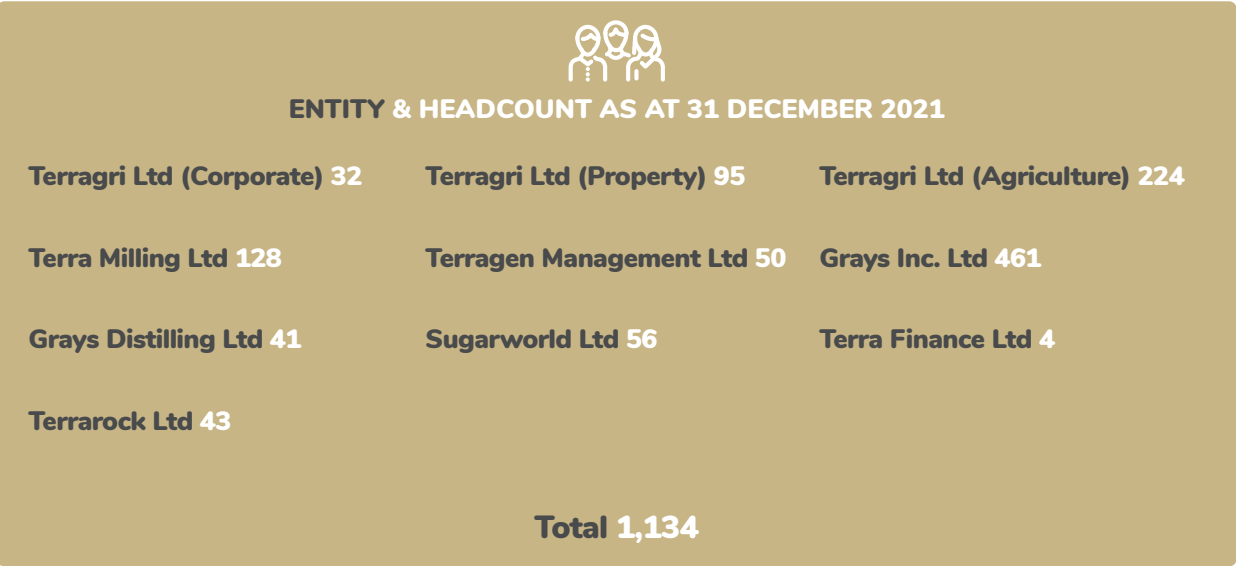 ENTITY & HEADCOUNT AS AT 31 DECEMBER 2021
Terragri Ltd (Corporate) 32
Terragri Ltd (Property) 95
Terragri Ltd (Agriculture) 224
Terra Milling Ltd 128
Terragen Management Ltd 50
Grays Inc. Ltd 461
Grays Distilling Ltd 41
Sugarworld Ltd 56
Terra Finance Ltd 4
Terrarock Ltd 43
Total 1,134